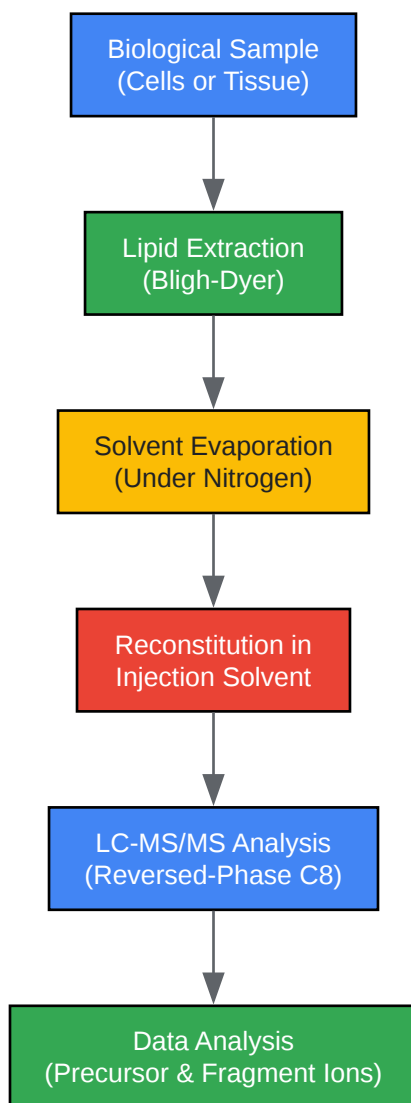 Biological Sample
(Cells or Tissue)
Lipid Extraction
(Bligh-Dyer)
Solvent Evaporation
(Under Nitrogen)
Reconstitution in
Injection Solvent
LC-MS/MS Analysis
(Reversed-Phase C8)
Data Analysis
(Precursor & Fragment Ions)